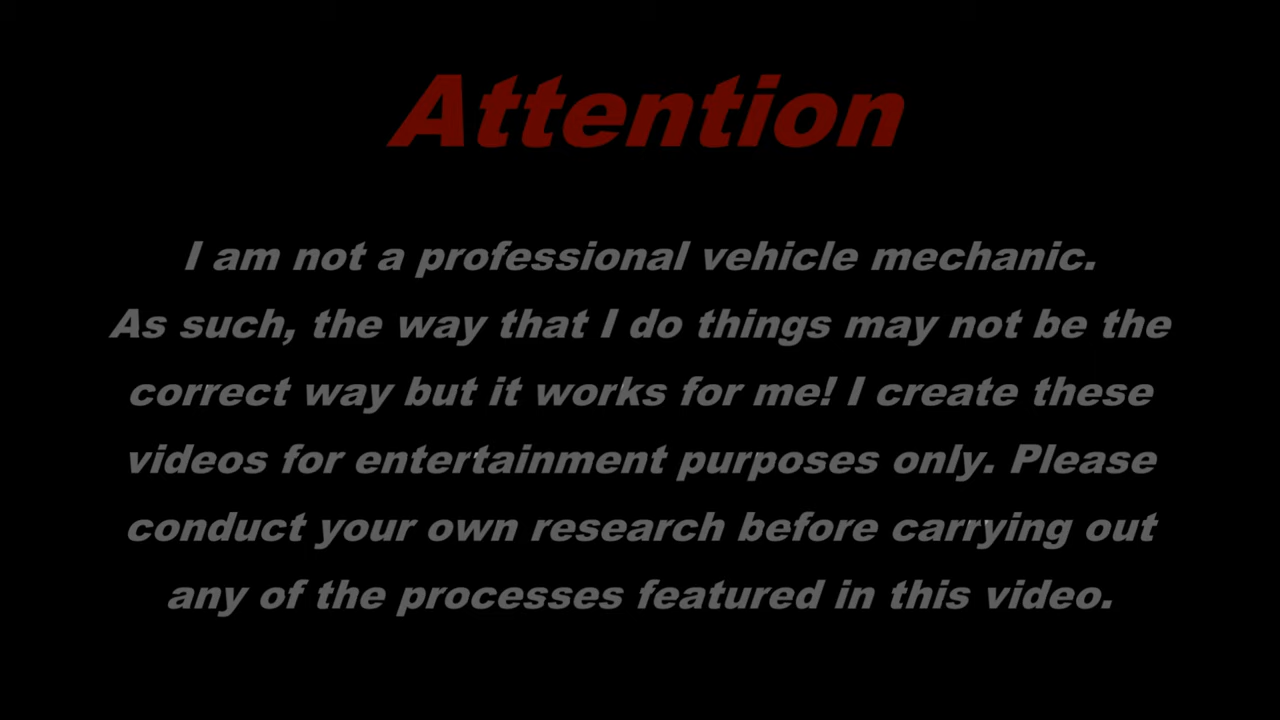 Attention
I am not a professional vehicle mechanic.
As such, the way that I do things may not be the
correct way but it works for me! I create these
videos for entertainment purposes only. Please
conduct your own research before carrying out
any of the processes featured in this video.